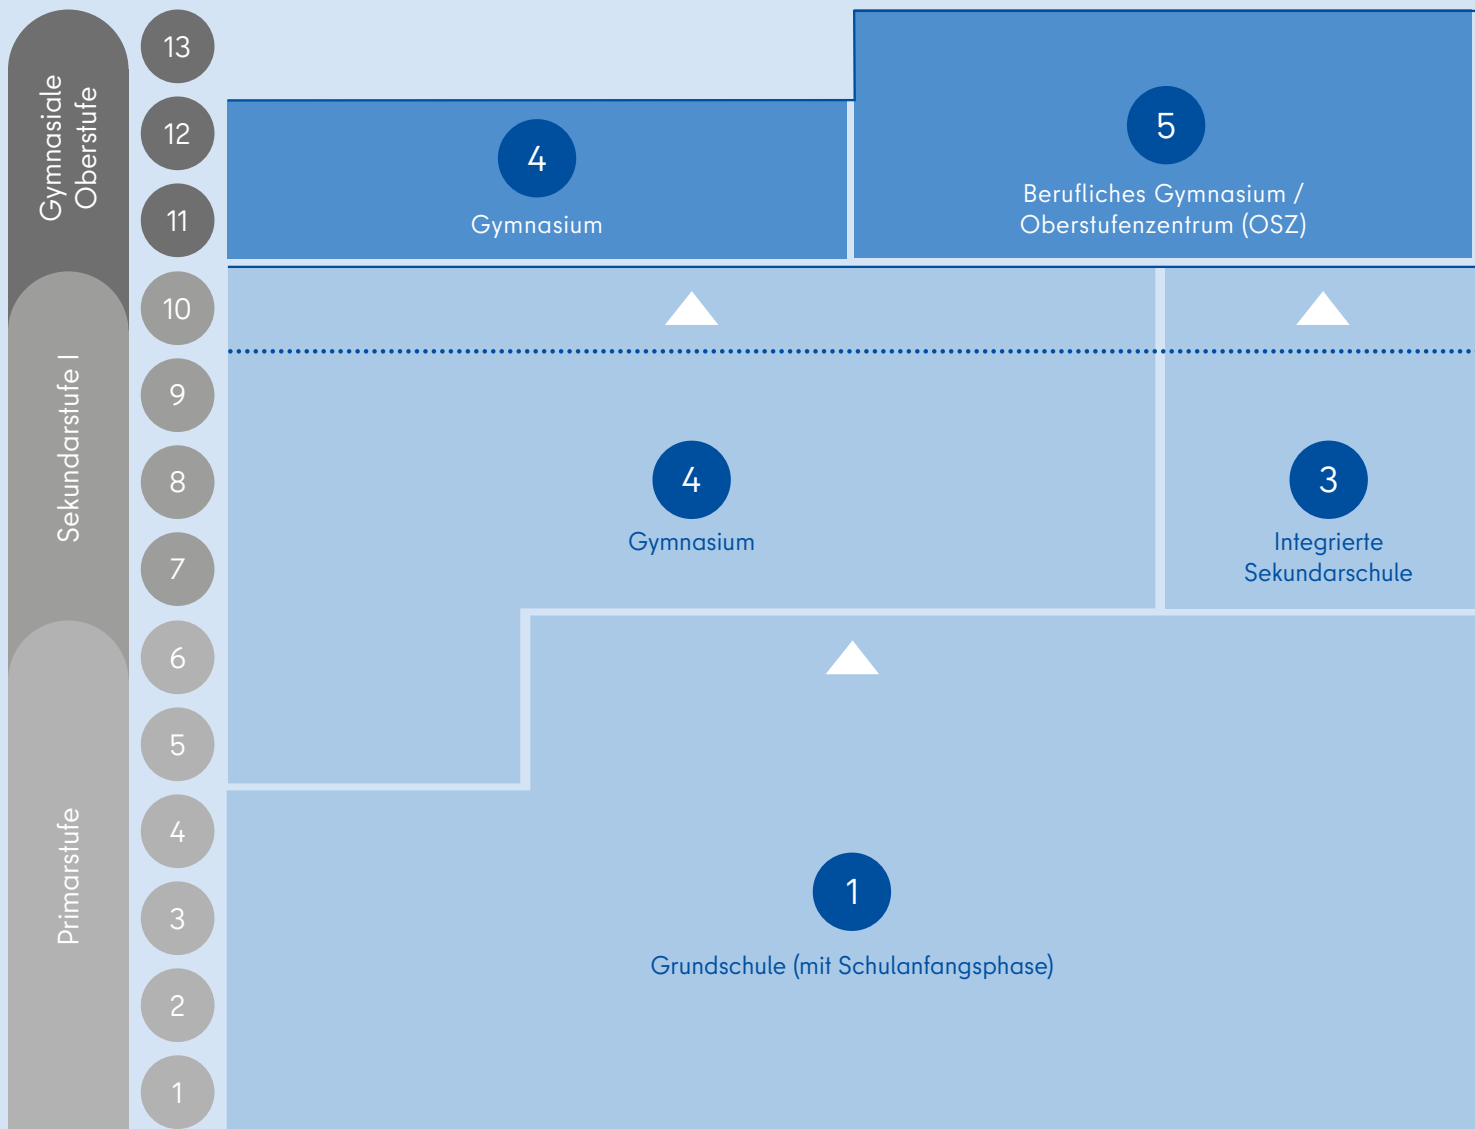 Gymnasiale
Oberstufe
Sekundarstufe I
Primarstufe
13
12
11
10
9
8
7
6
5
4
3
2
1
4
Gymnasium
5
Berufliches Gymnasium /
Oberstufenzentrum (OSZ)
4
Gymnasium
3
Integrierte
Sekundarschule
1
Grundschule (mit Schulanfangsphase)